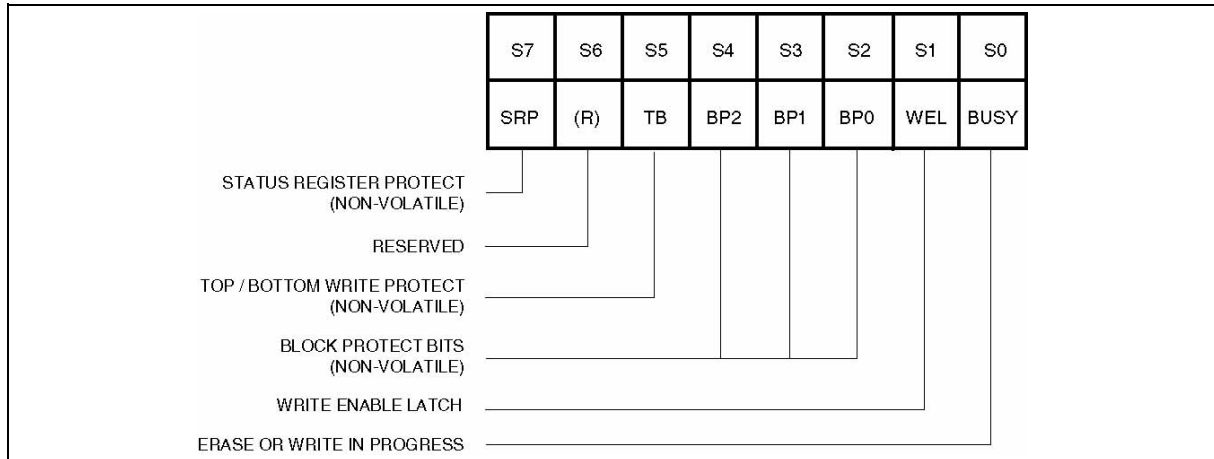 S7 S6 S5 S4 S3 S2 S1 S0
SRP (R) TB BP2 BP1 BP0 WEL BUSY
STATUS REGISTER PROTECT
(NON-VOLATILE)
RESERVED
TOP / BOTTOM WRITE PROTECT
(NON-VOLATILE)
BLOCK PROTECT BITS
(NON-VOLATILE)
WRITE ENABLE LATCH
ERASE OR WRITE IN PROGRESS